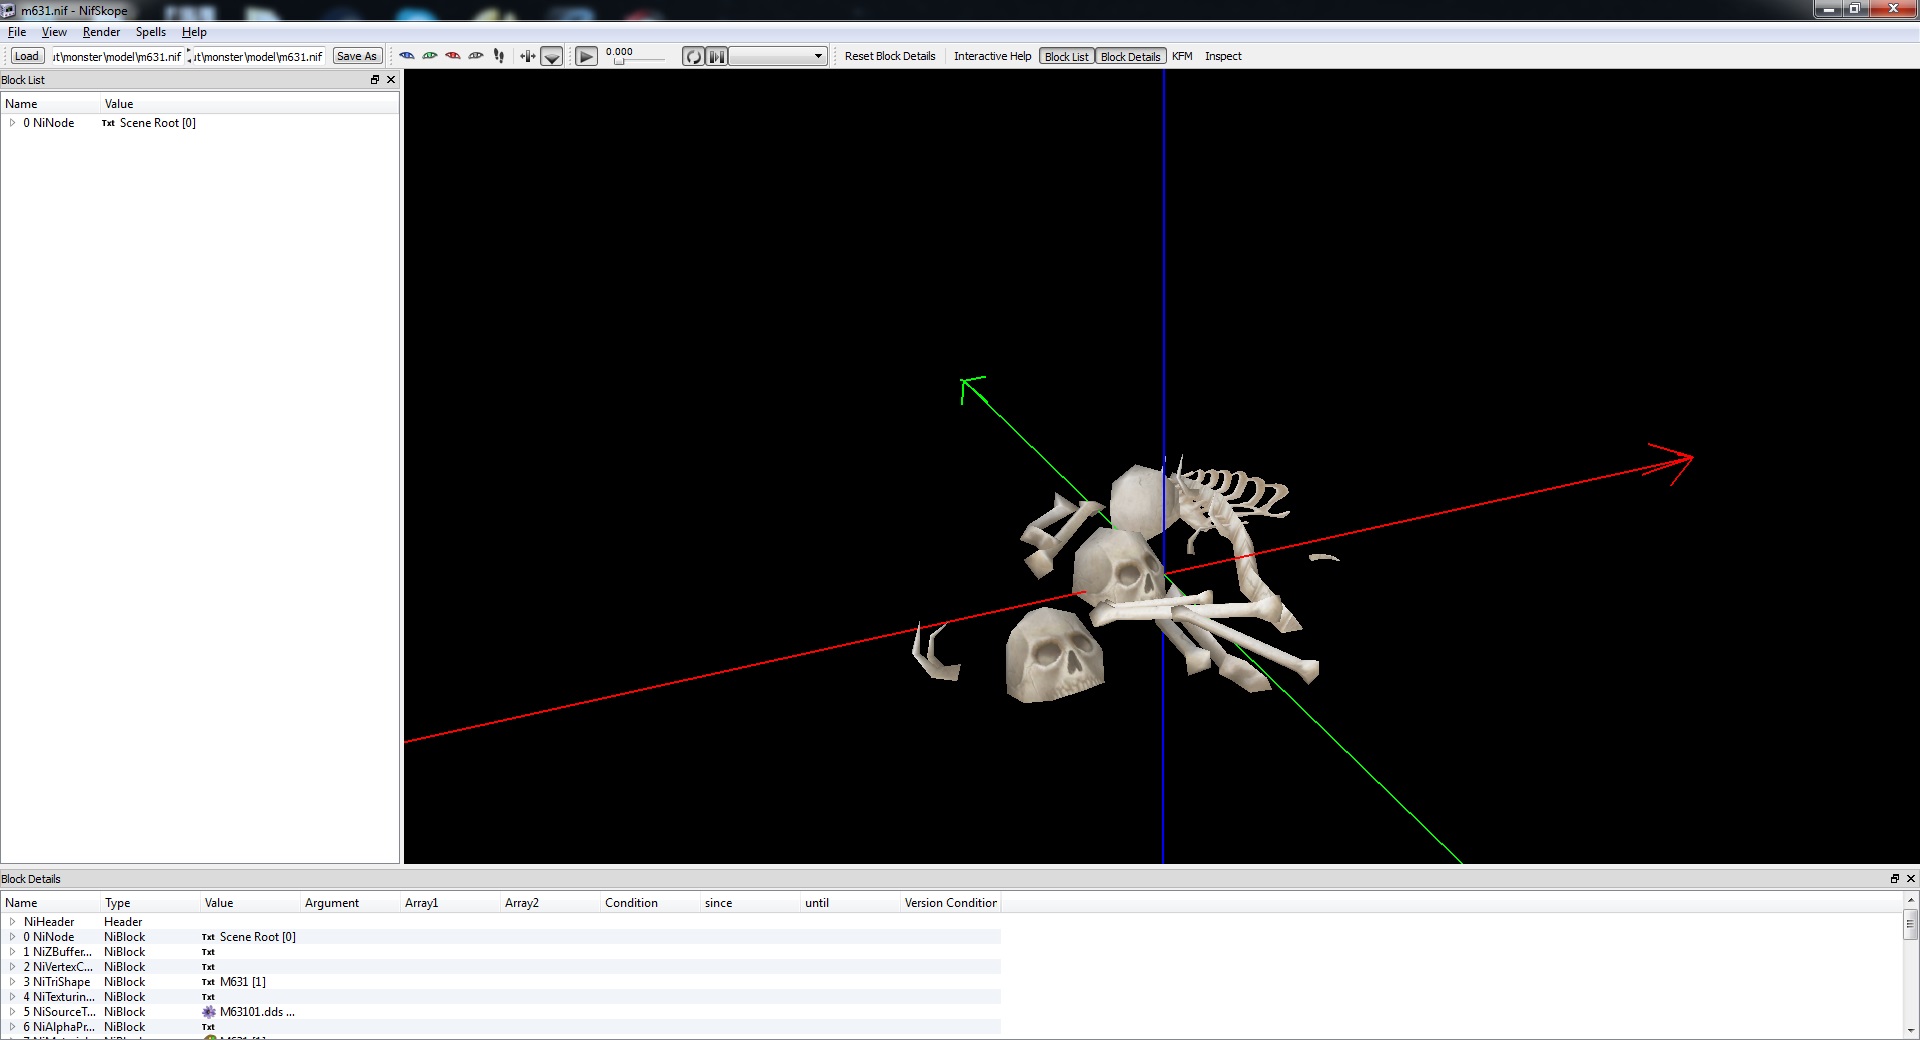 m631.nif - NifSkope
File View Render Spells Help
Load ut\monster\model\m631.nif ut\monster\model\m631.nif Save As 0.000 Reset Block Details Interactive Help Block List Block Details KFM Inspect
Block List
Name Value
0 NiNode Txt Scene Root [0]
Block Details
Name Type Value Argument Array1 Array2 Condition since until Version Condition
NiHeader Header
0 NiNode NiBlock Txt Scene Root [0]
1 NiZBuffer... NiBlock Txt
2 NiVertexC... NiBlock Txt
3 NiTriShape NiBlock Txt M631 [1]
4 NiTexturin... NiBlock Txt
5 NiSourceT... NiBlock M63101.dds ...
6 NiAlphaPr... NiBlock Txt